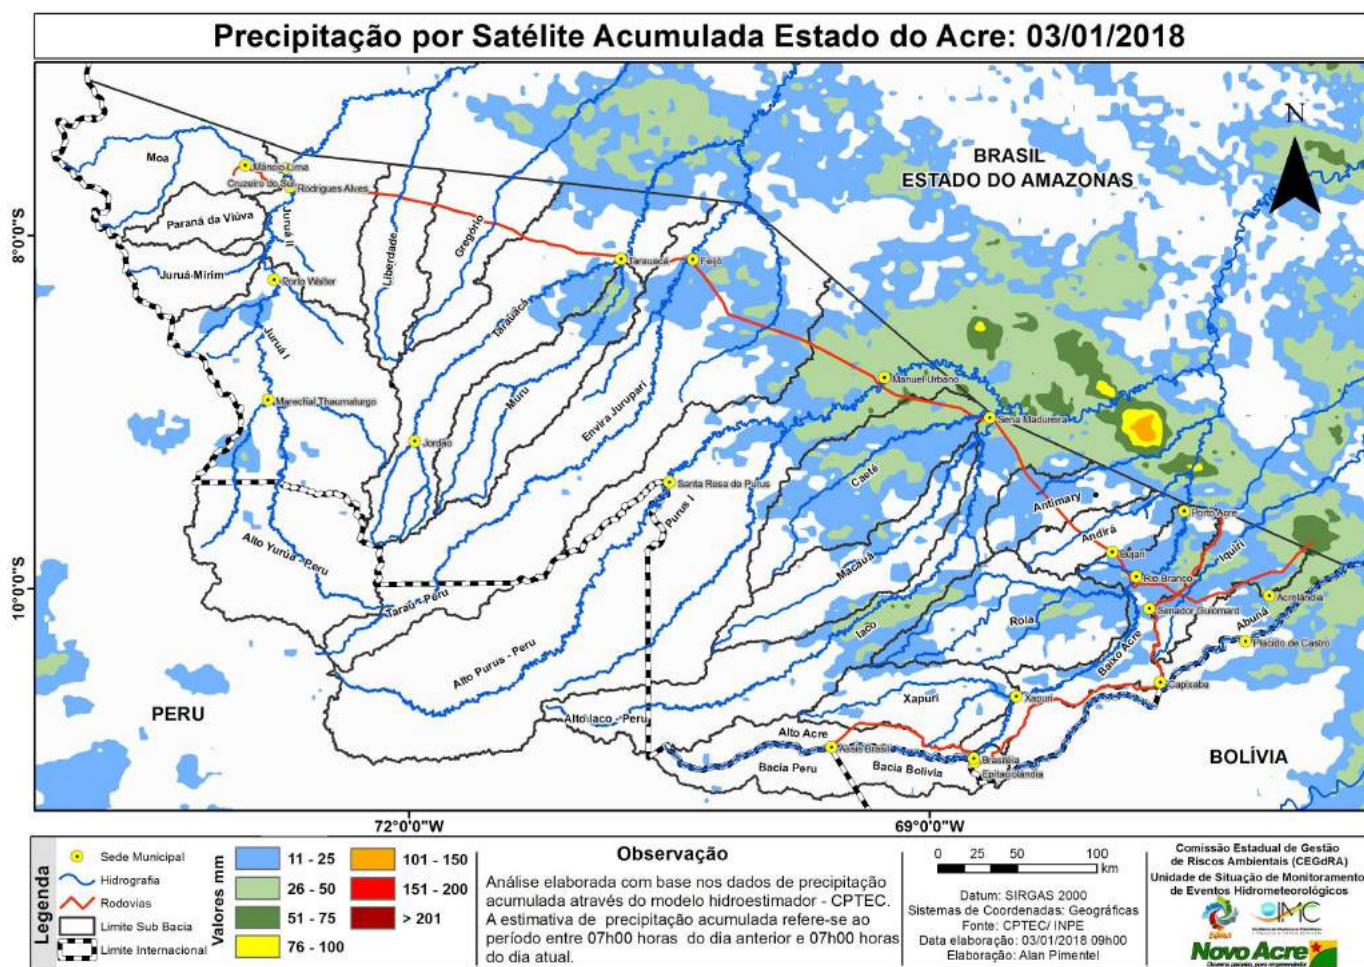 Precipitação por Satélite Acumulada Estado do Acre: 03/01/2018
N
BRASIL
ESTADO DO AMAZONAS
Moa
Mâncio Lima
Cruzeiro do Sul
Rodrigues Alves
Paraná da Viúva
Juruá II
Liberdade
Gregório
8°0'0"S
Juruá-Mirim
Porto Walter
Tarauacá
Feijó
Tarauacá
Juruá I
Manuel Urbano
Marechal Thaumaturgo
Muru
Envira Jurupari
Sena Madureira
Jordão
Caeté
Santa Rosa do Purus
Purus I
Antimary
Porto Acre
Andirá
Bujari
Iquiri
Alto Yurúa - Peru
Macauã
Rio Branco
10°0'0"S
Tarau - Peru
Senador Guiomard
Acrelândia
Iaco
Rola
Abunã
Plácido de Castro
Baixo Acre
Alto Purus - Peru
Capixaba
Xapuri
Xapuri
PERU
Alto Iaco - Peru
Alto Acre
Assis Brasil
Brasiléia
Epitaciolândia
Bacia Peru
Bacia Bolivia
BOLÍVIA
72°0'0"W
69°0'0"W
Legenda
Sede Municipal
Hidrografia
Rodovias
Limite Sub Bacia
Limite Internacional
Valores mm
11 - 25
26 - 50
51 - 75
76 - 100
101 - 150
151 - 200
> 201
Observação
Análise elaborada com base nos dados de precipitação
acumulada através do modelo hidroestimador - CPTEC.
A estimativa de precipitação acumulada refere-se ao
período entre 07h00 horas do dia anterior e 07h00 horas
do dia atual.
0 25 50 100
km
Datum: SIRGAS 2000
Sistemas de Coordenadas: Geográficas
Fonte: CPTEC/ INPE
Data elaboração: 03/01/2018 09h00
Elaboração: Alan Pimentel
Comissão Estadual de Gestão
de Riscos Ambientais (CEGdRA)
Unidade de Situação de Monitoramento
de Eventos Hidrometeorológicos
IMC
Novo Acre